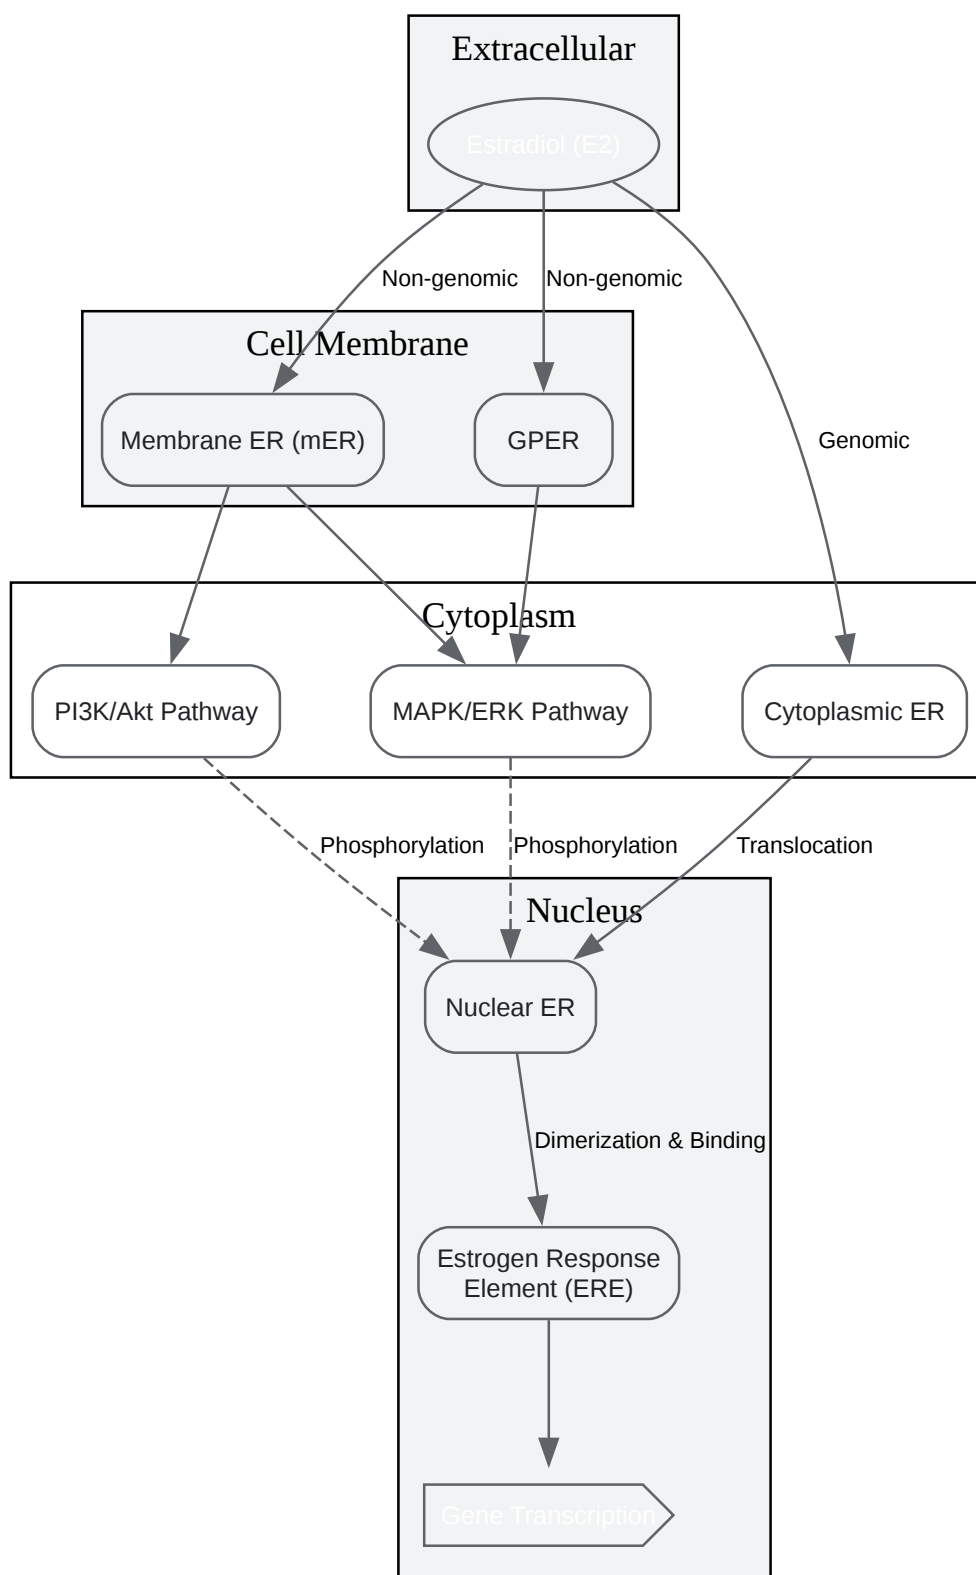 Extracellular
Estradiol (E2)
Non-genomic
Non-genomic
Cell Membrane
Membrane ER (mER)
GPER
Genomic
Cytoplasm
PI3K/Akt Pathway
MAPK/ERK Pathway
Cytoplasmic ER
Phosphorylation
Phosphorylation
Translocation
Nucleus
Nuclear ER
Dimerization & Binding
Estrogen Response
Element (ERE)
Gene Transcription